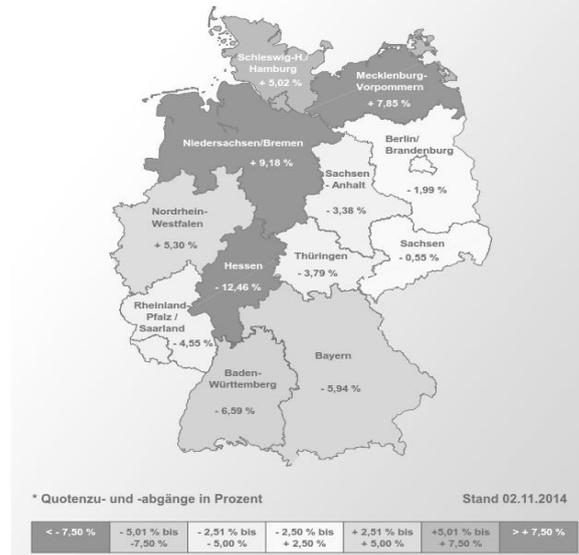 Schleswig-H./
Hamburg
+ 5,02 %
Mecklenburg-
Vorpommern
+ 7,85 %
Niedersachsen/Bremen
+ 9,18 %
Berlin/
Brandenburg
- 1,99 %
Sachsen
- Anhalt
- 3,38 %
Nordrhein-
Westfalen
+ 5,30 %
Hessen
- 12,46 %
Thüringen
- 3,79 %
Sachsen
- 0,55 %
Rheinland-
Pfalz /
Saarland
- 4,55 %
Baden-
Württemberg
- 6,59 %
Bayern
- 5,94 %
* Quotenzu- und -abgänge in Prozent Stand 02.11.2014
< - 7,50 % - 5,01 % bis - 2,51 % bis - 2,50 % bis + 2,51 % bis +5,01 % bis > + 7,50 %
-7,50 % - 5,00 % + 2,50 % + 5,00 % + 7,50 %